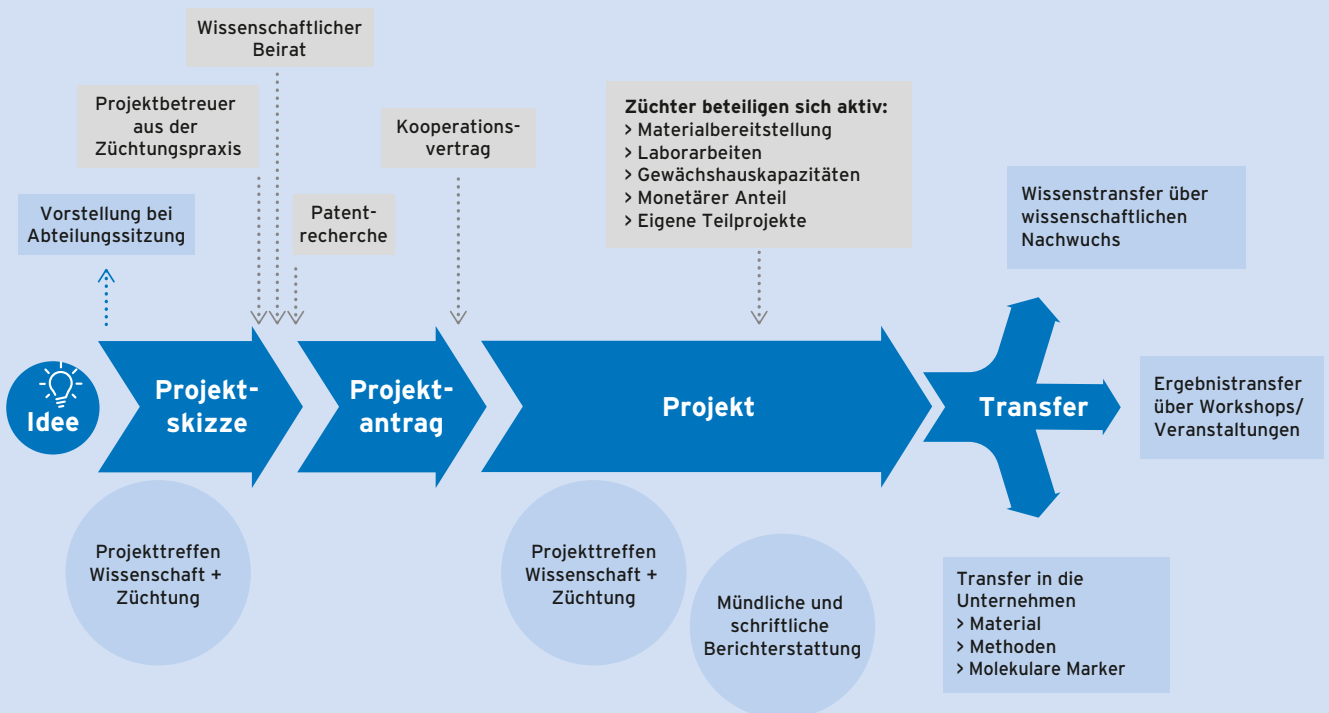 Wissenschaftlicher
Beirat
Projektbetreuer
aus der
Züchtungspraxis
Kooperations-
vertrag
Züchter beteiligen sich aktiv:
> Materialbereitstellung
> Laborarbeiten
> Gewächshauskapazitäten
> Monetärer Anteil
> Eigene Teilprojekte
Vorstellung bei
Abteilungssitzung
Patent-
recherche
Wissenstransfer über
wissenschaftlichen
Nachwuchs
Idee
Projekt-
skizze
Projekt-
antrag
Projekt
Transfer
Ergebnistransfer
über Workshops/
Veranstaltungen
Projekttreffen
Wissenschaft +
Züchtung
Projekttreffen
Wissenschaft +
Züchtung
Mündliche und
schriftliche
Berichterstattung
Transfer in die
Unternehmen
> Material
> Methoden
> Molekulare Marker